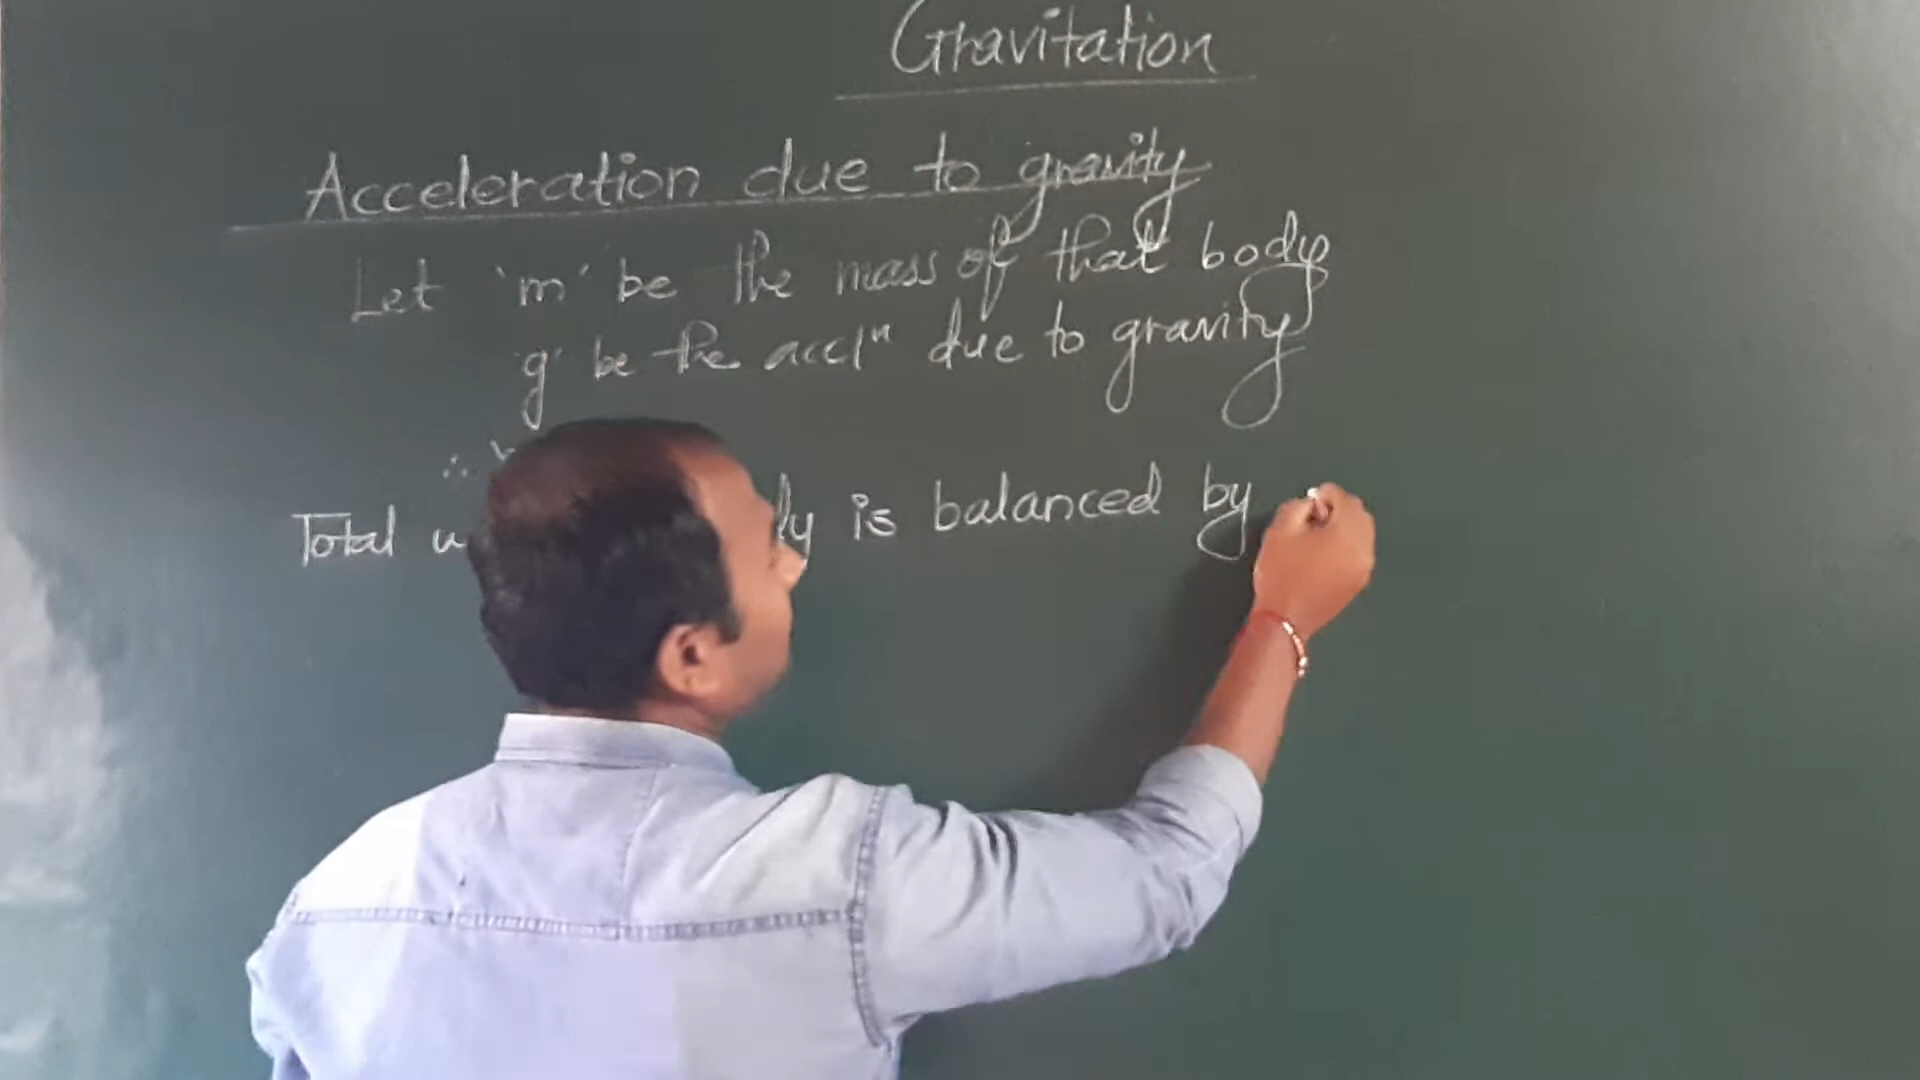 Gravitation
Acceleration due to gravity
Let 'm' be the mass of that body
'g' be the acclⁿ due to gravity
∴
Total is balanced by